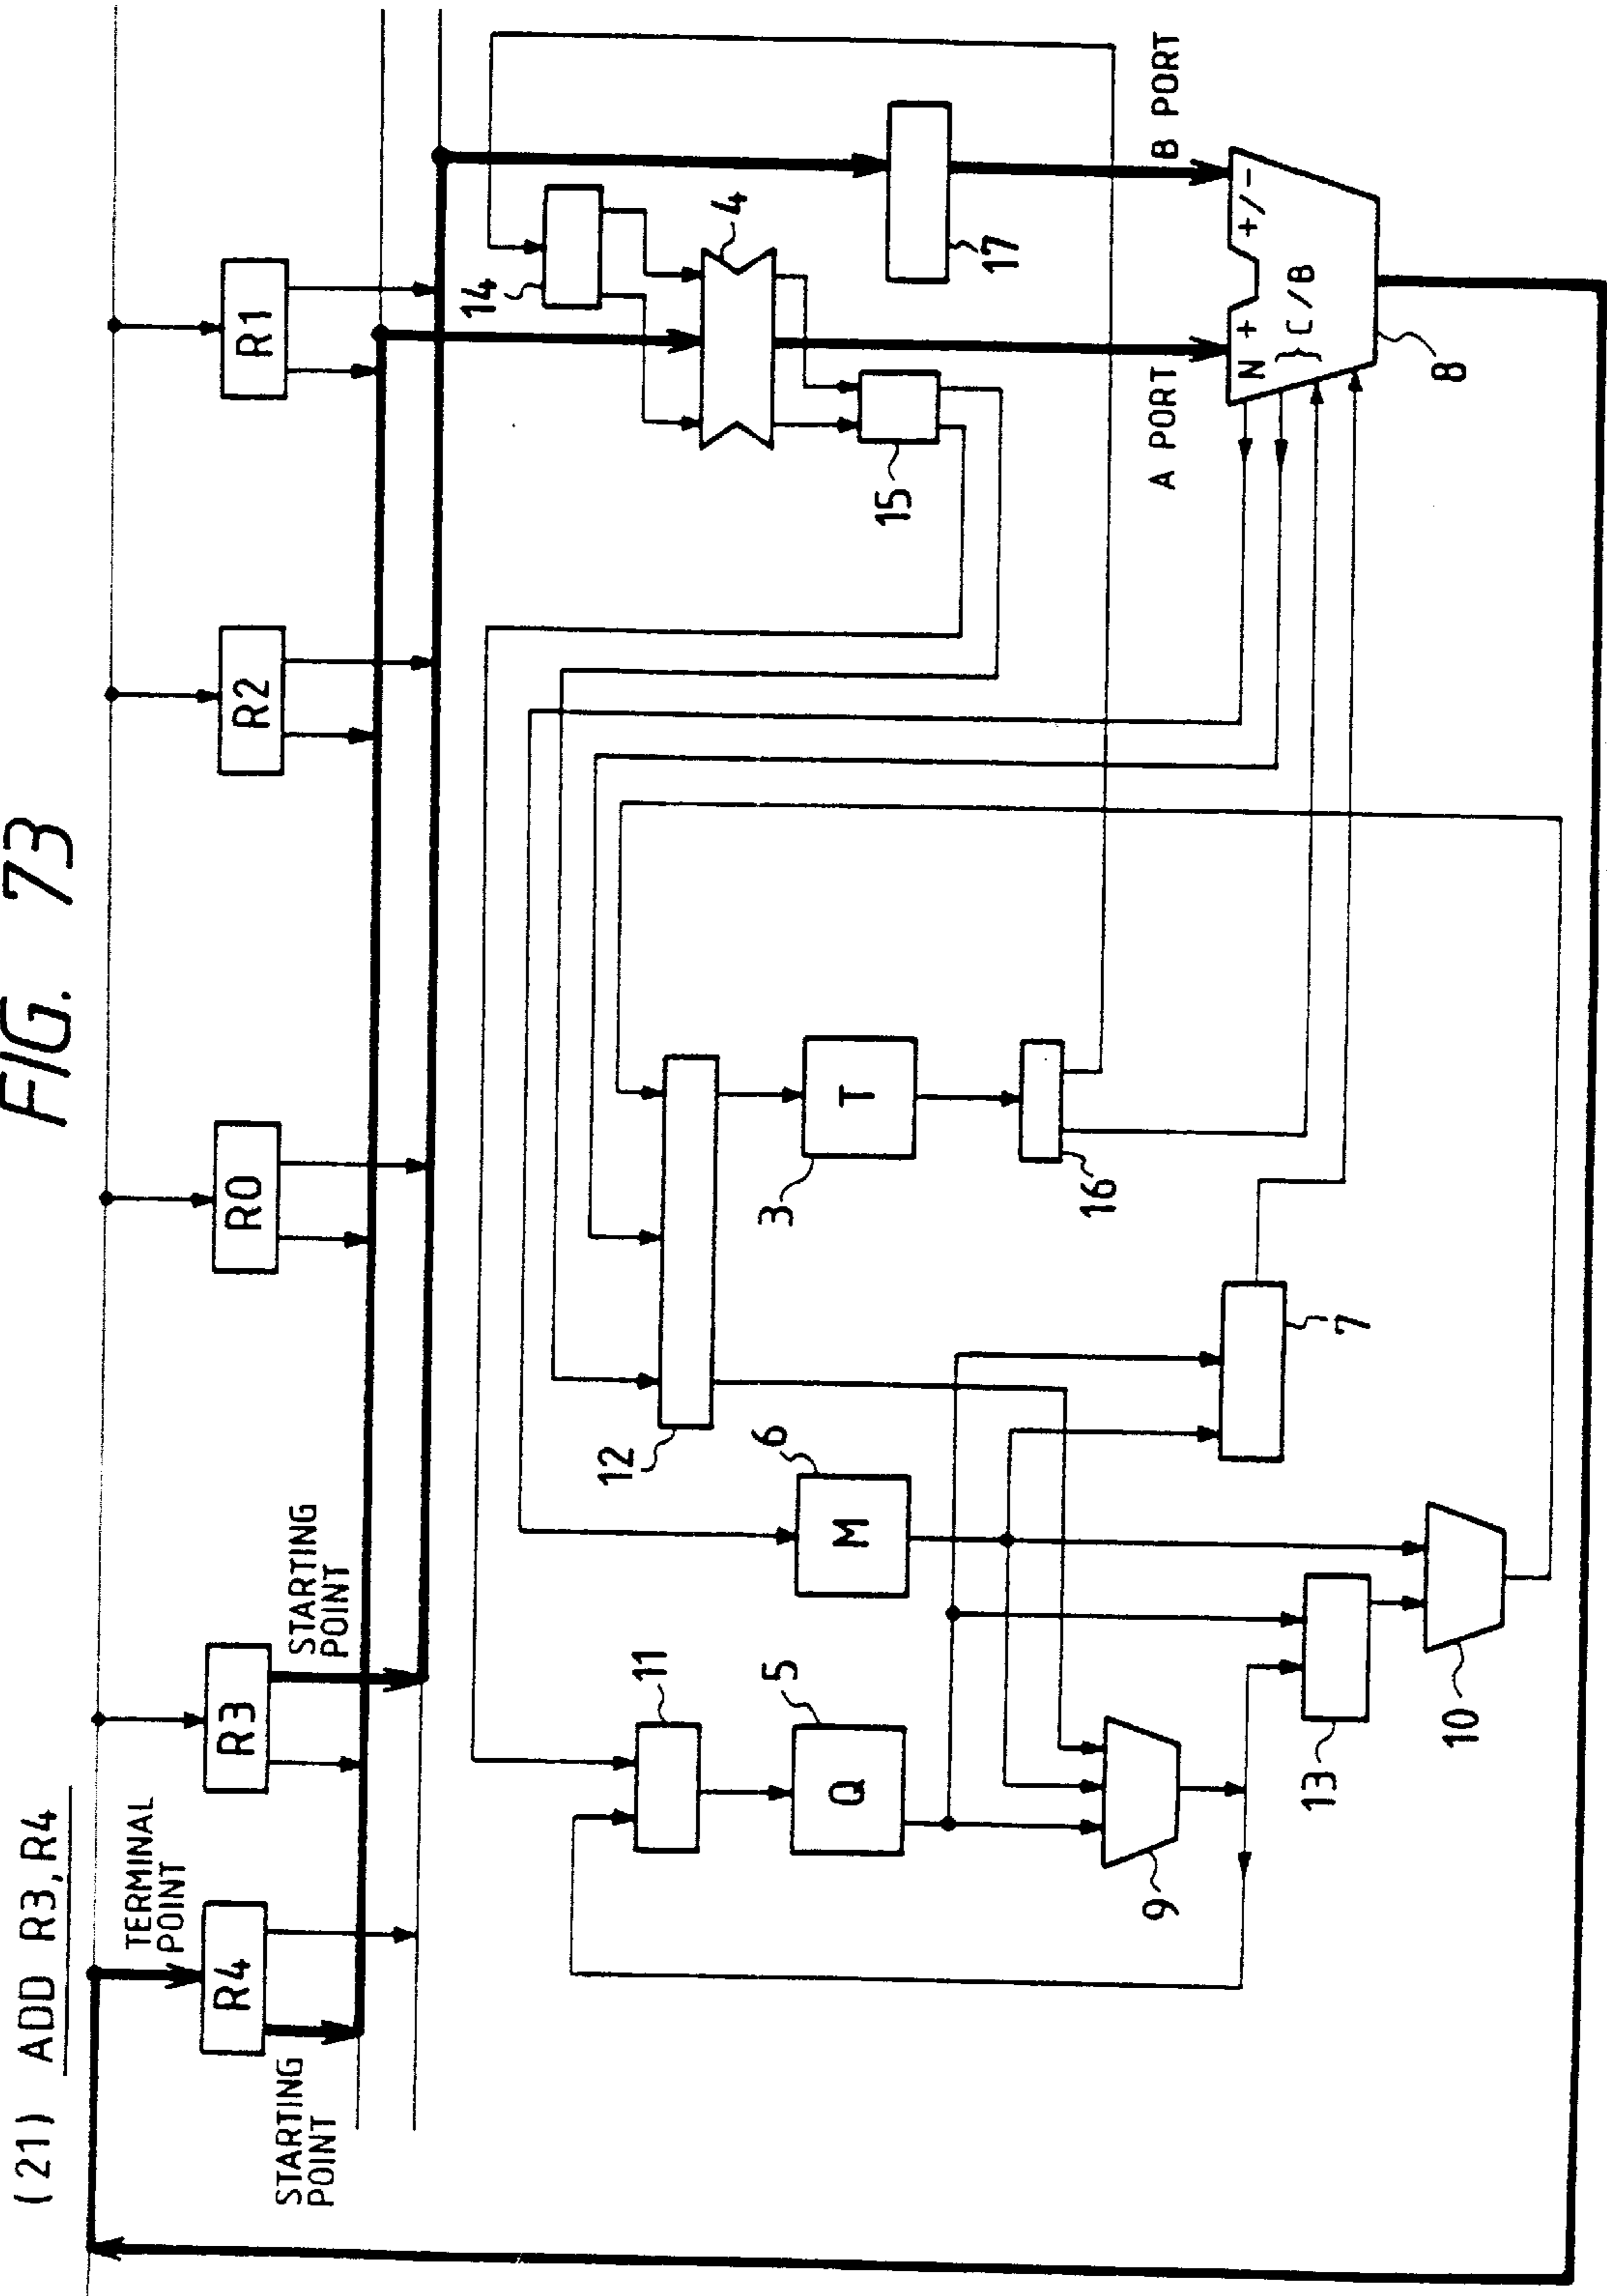 FIG. 73
(21) ADD R3,R4
TERMINAL
POINT
R4
R3
R0
R2
R1
STARTING
POINT
STARTING
POINT
14
4
11
12
15
17
5
Q
6
M
3
T
16
A PORT
B PORT
9
13
10
7
N + +/-
} C/B
8